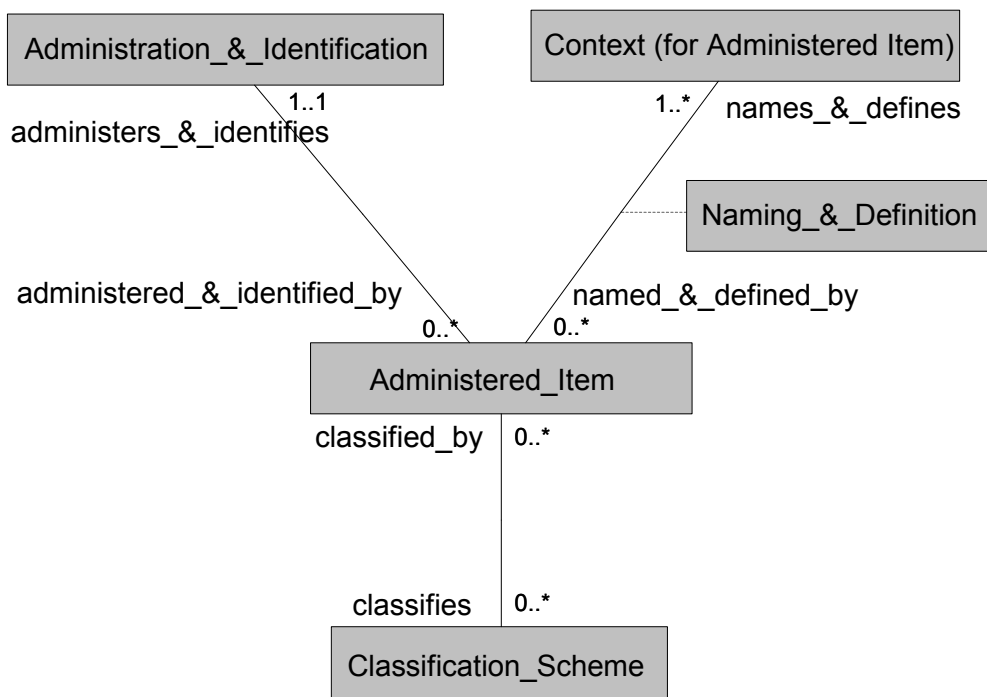 Administration_&_Identification
Context (for Administered Item)
1..1
1..*
administers_&_identifies
names_&_defines
Naming_&_Definition
administered_&_identified_by
named_&_defined_by
0..*
0..*
Administered_Item
classified_by
0..*
classifies
0..*
Classification_Scheme